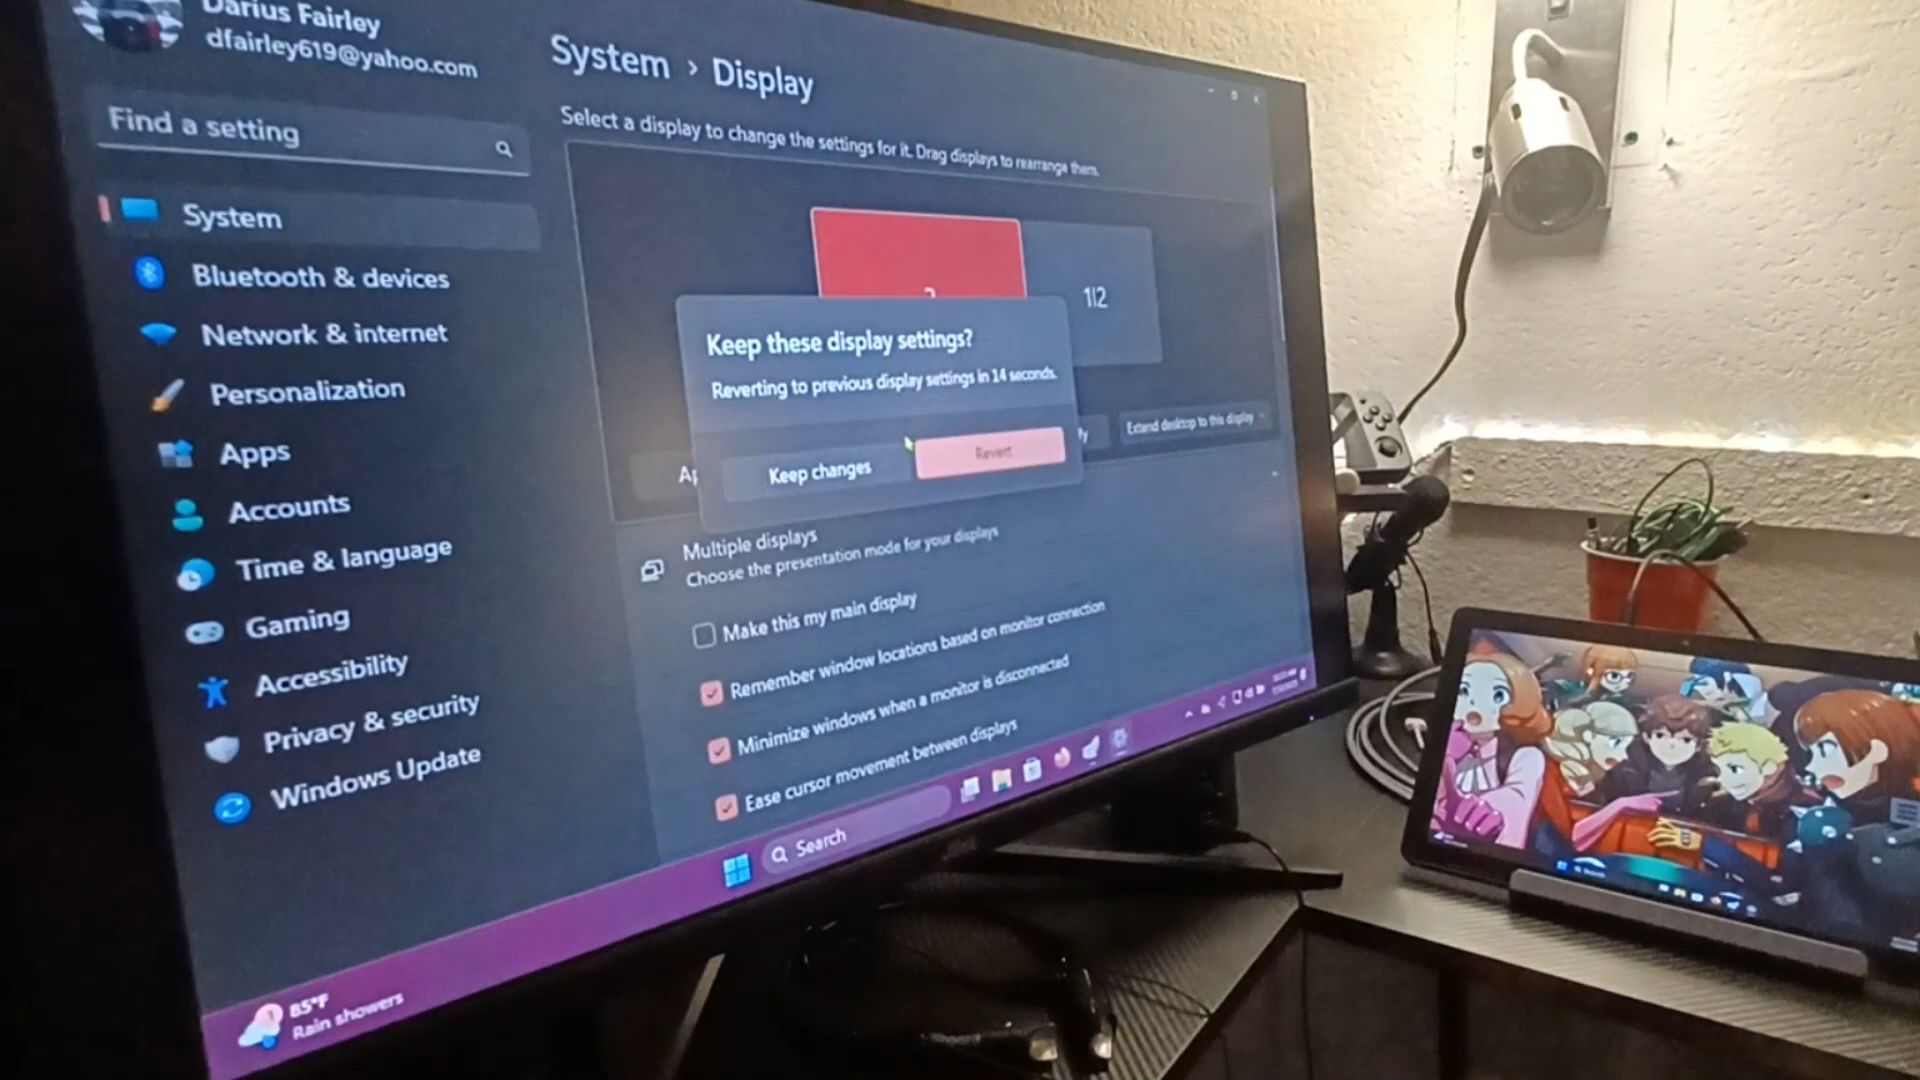 Darius Fairley
dfairley619@yahoo.com
Find a setting
System
Bluetooth & devices
Network & internet
Personalization
Apps
Accounts
Time & language
Gaming
Accessibility
Privacy & security
Windows Update
System › Display
Select a display to change the settings for it. Drag displays to rearrange them.
1|2
Keep these display settings?
Reverting to previous display settings in 14 seconds.
Keep changes
Revert
Extend desktop to this display
Multiple displays
Choose the presentation mode for your displays
Make this my main display
Remember window locations based on monitor connection
Minimize windows when a monitor is disconnected
Ease cursor movement between displays
Search
85°F
Rain showers